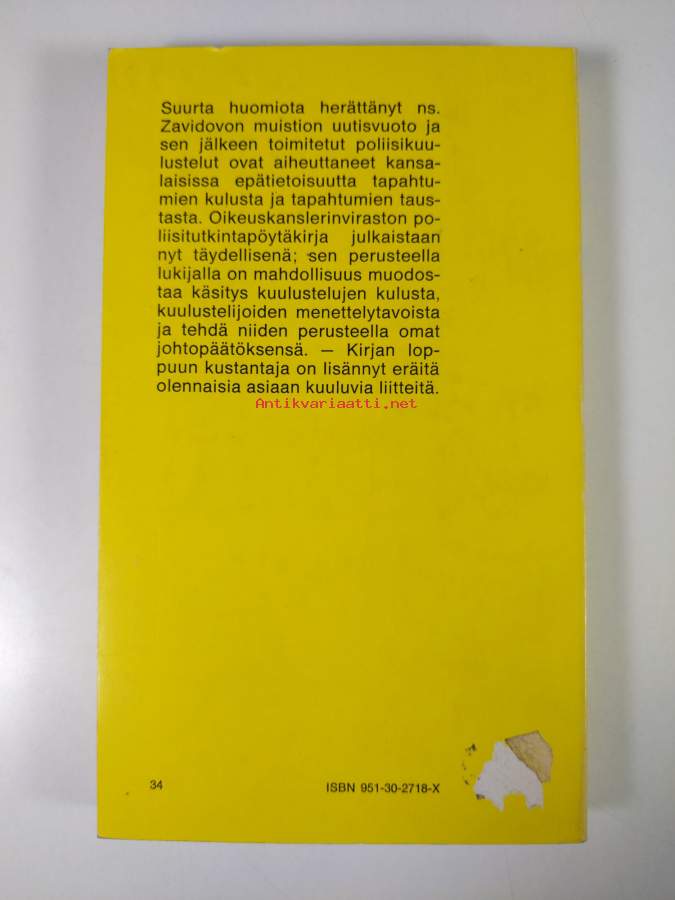 Suurta huomiota herättänyt ns.
Zavidovon muistion uutisvuoto ja
sen jälkeen toimitetut poliisikuu-
lustelut ovat aiheuttaneet kansa-
laisissa epätietoisuutta tapahtu-
mien kulusta ja tapahtumien taus-
tasta. Oikeuskanslerinviraston po-
liisitutkintapöytäkirja julkaistaan
nyt täydellisenä; sen perusteella
lukijalla on mahdollisuus muodos-
taa käsitys kuulustelujen kulusta,
kuulustelijoiden menettelytavoista
ja tehdä niiden perusteella omat
johtopäätöksensä. — Kirjan lop-
puun kustantaja on lisännyt eräitä
olennaisia asiaan kuuluvia liitteitä.
Antikvariaatti.net
34
ISBN 951-30-2718-X